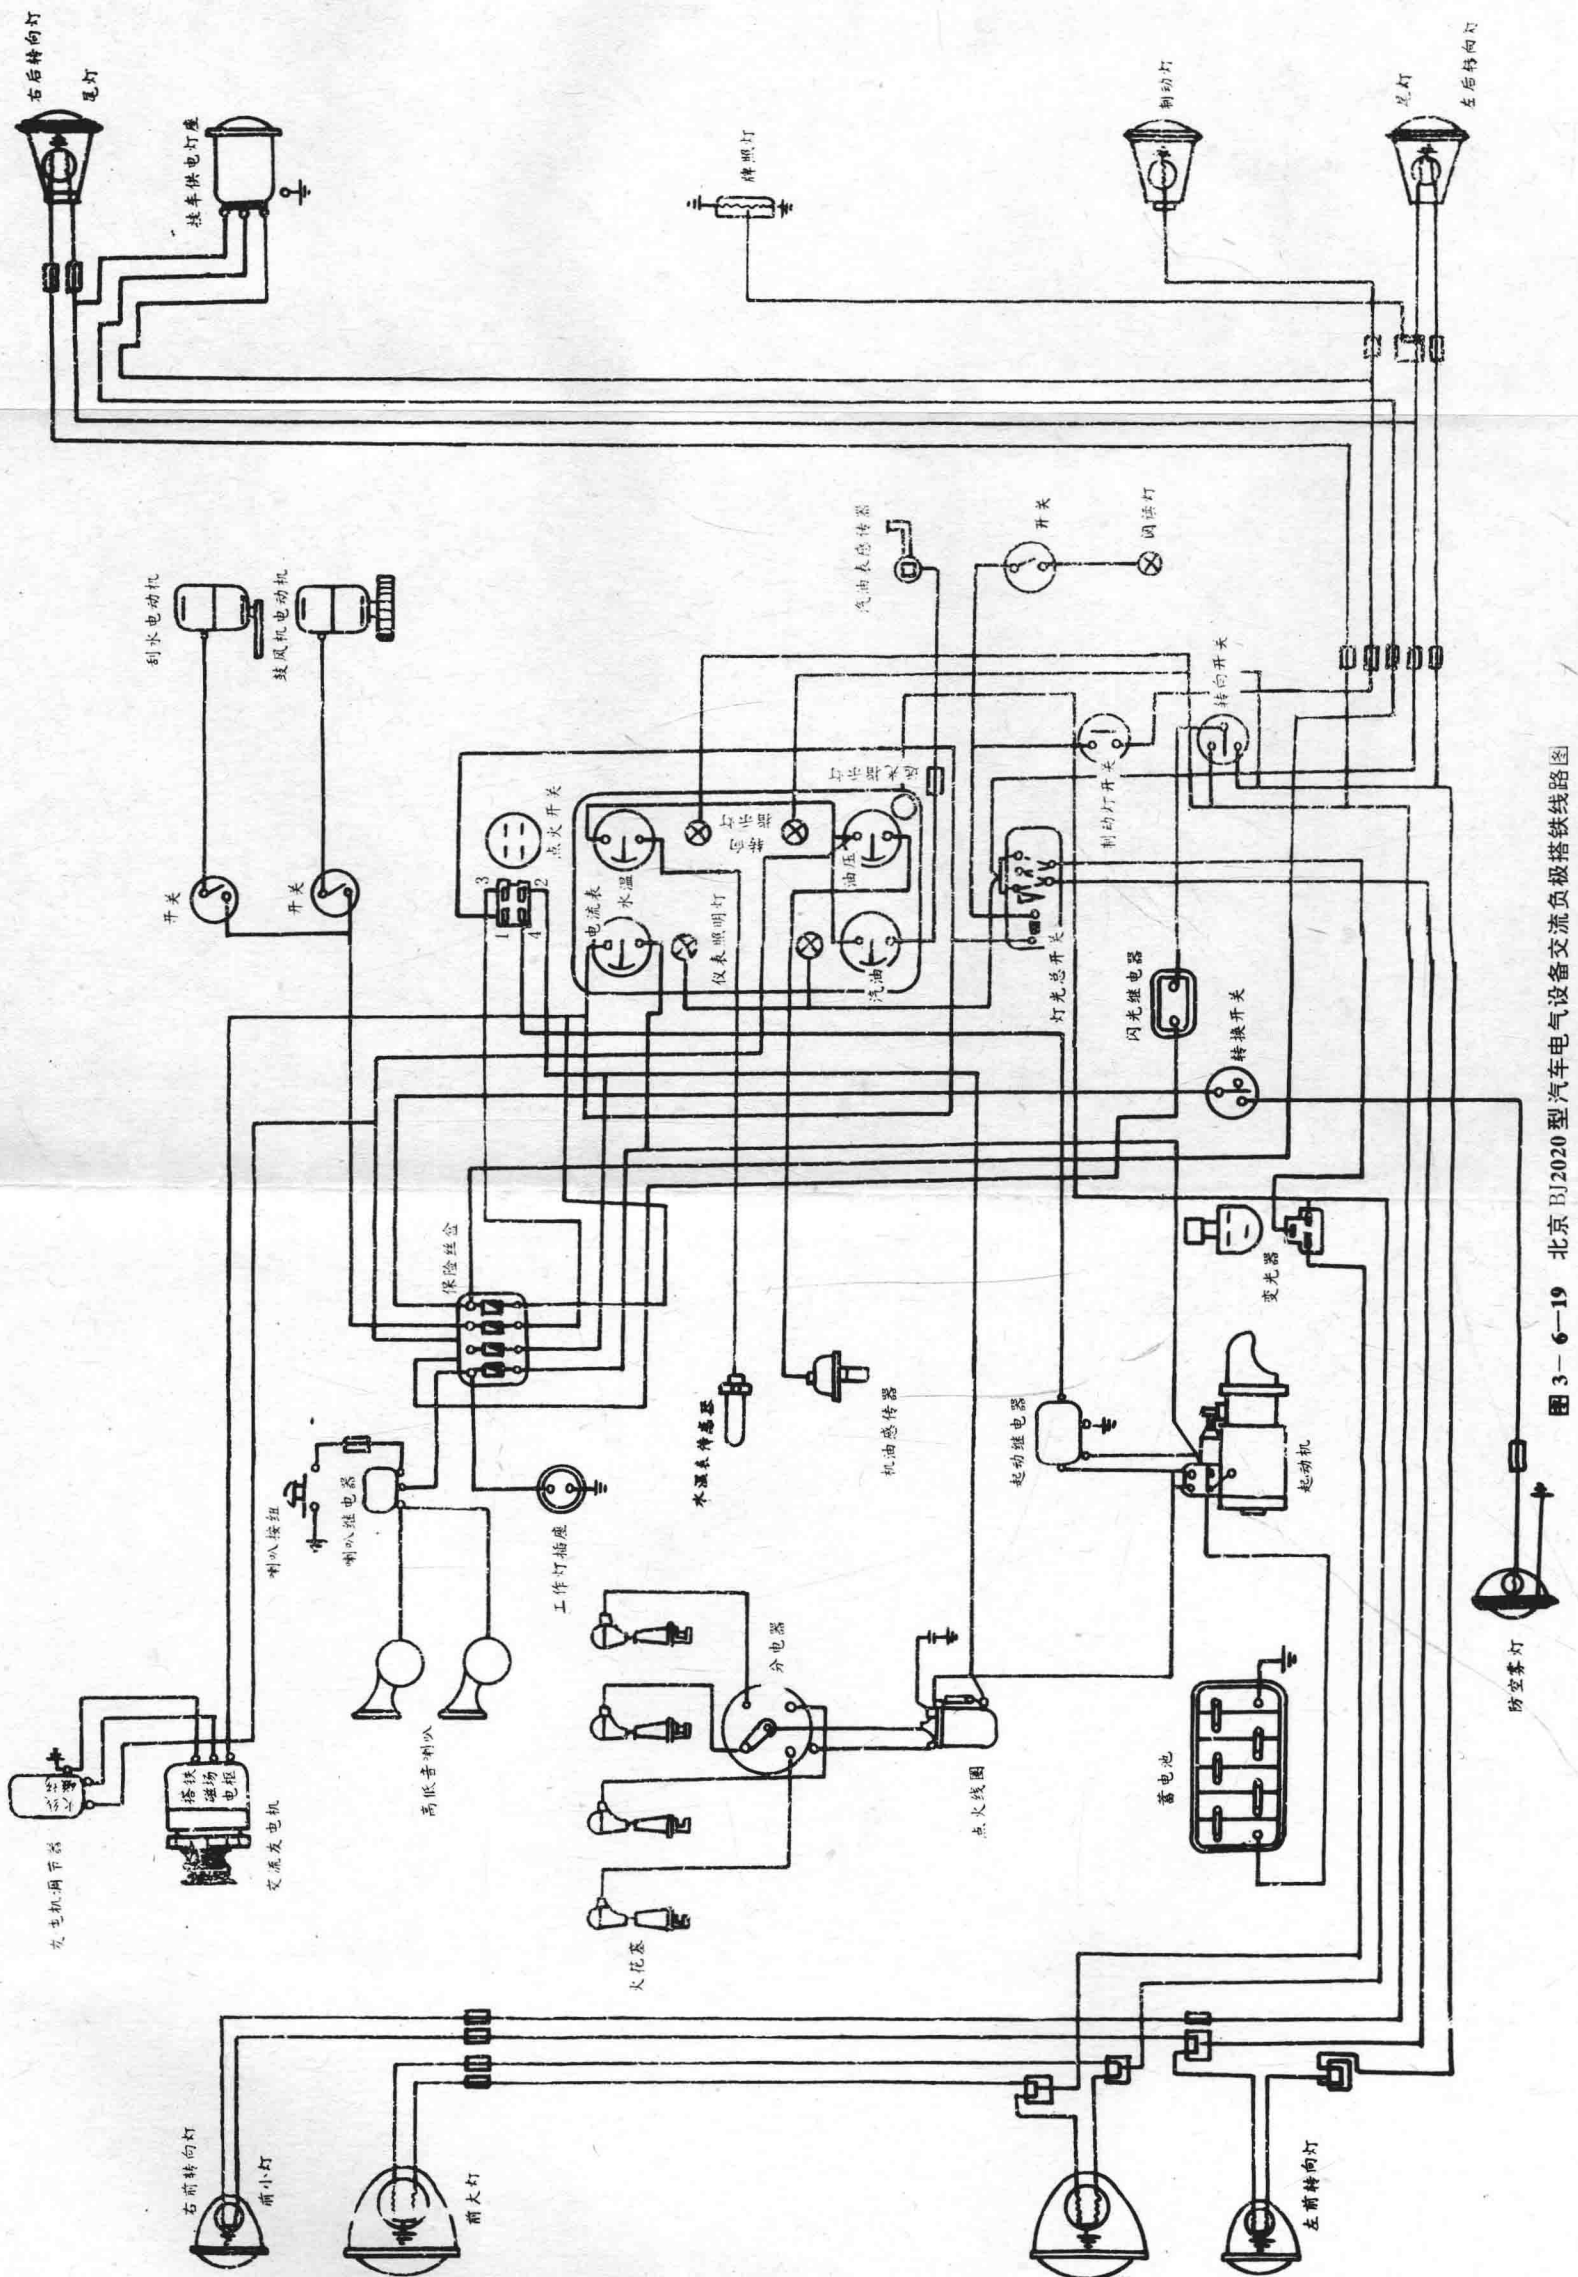 右后转向灯
尾灯
挂车供电灯座
牌照灯
制动灯
尾灯
左后转向灯
刮水电动机
鼓风机电动机
汽油表感传器
开关
阅读灯
开关
开关
点火开关
1
2
3
4
电流表
水温
仪表照明灯
油压
汽油
灯光总开关
制动灯开关
转向开关
闪光继电器
转换开关
保险丝盒
变光器
喇叭按钮
喇叭继电器
工作灯插座
水温表传感器
机油感传器
起动继电器
起动机
发电机调节器
搭铁
磁场
电枢
交流发电机
高低音喇叭
分电器
火花塞
点火线圈
蓄电池
防空雾灯
右前转向灯
前小灯
前大灯
左前转向灯
图 3—6—19 北京 BJ2020 型汽车电气设备交流负极搭铁线路图